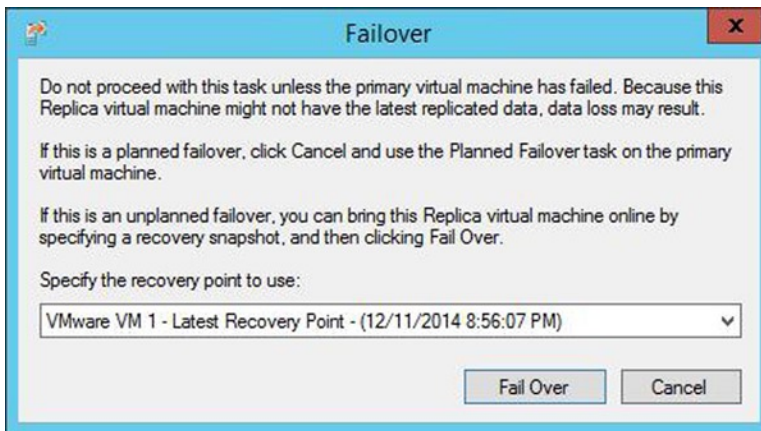 Failover
x
Do not proceed with this task unless the primary virtual machine has failed. Because this
Replica virtual machine might not have the latest replicated data, data loss may result.
If this is a planned failover, click Cancel and use the Planned Failover task on the primary
virtual machine.
If this is an unplanned failover, you can bring this Replica virtual machine online by
specifying a recovery snapshot, and then clicking Fail Over.
Specify the recovery point to use:
VMware VM 1 - Latest Recovery Point - (12/11/2014 8:56:07 PM)
Fail Over Cancel